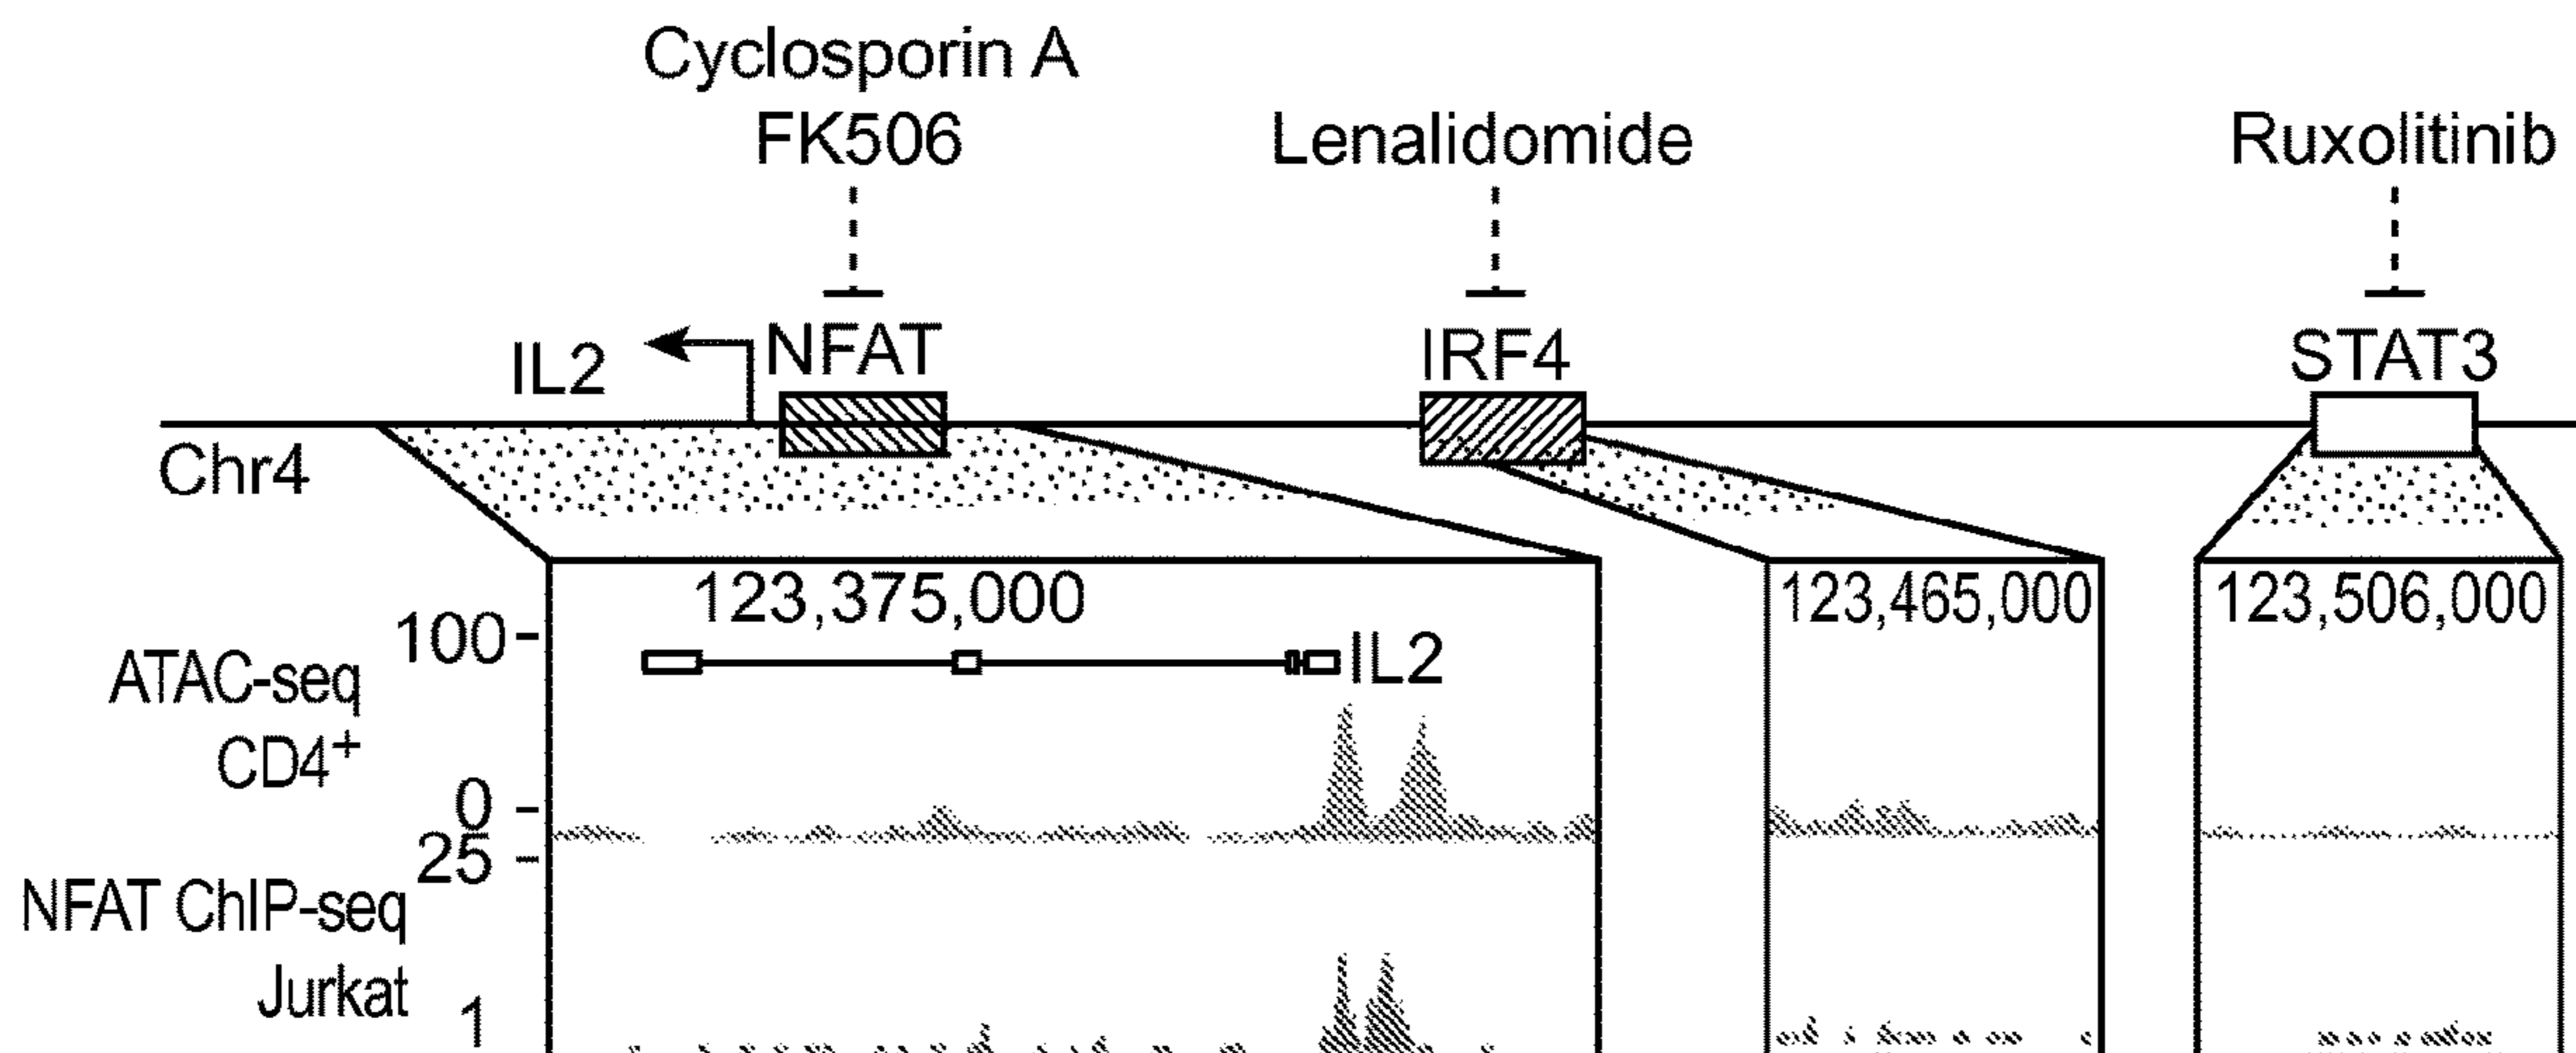 Cyclosporin A
FK506
Lenalidomide
Ruxolitinib
IL2
NFAT
IRF4
STAT3
Chr4
123,375,000
123,465,000
123,506,000
100
IL2
ATAC-seq
CD4+
0
25
NFAT ChIP-seq
Jurkat
1